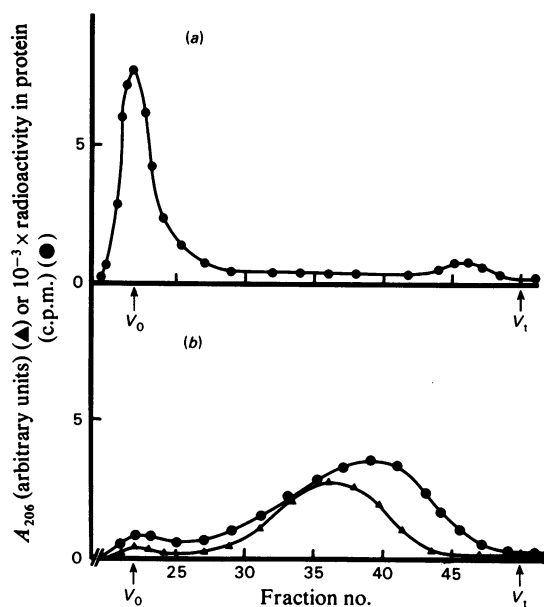 A₂₀₆ (arbitrary units) (▲) or 10⁻³ × radioactivity in protein
(c.p.m.) (●)
(a)
5
0
V₀
Vₜ
(b)
5
0
25
30
35
40
45
V₀
Fraction no.
Vₜ